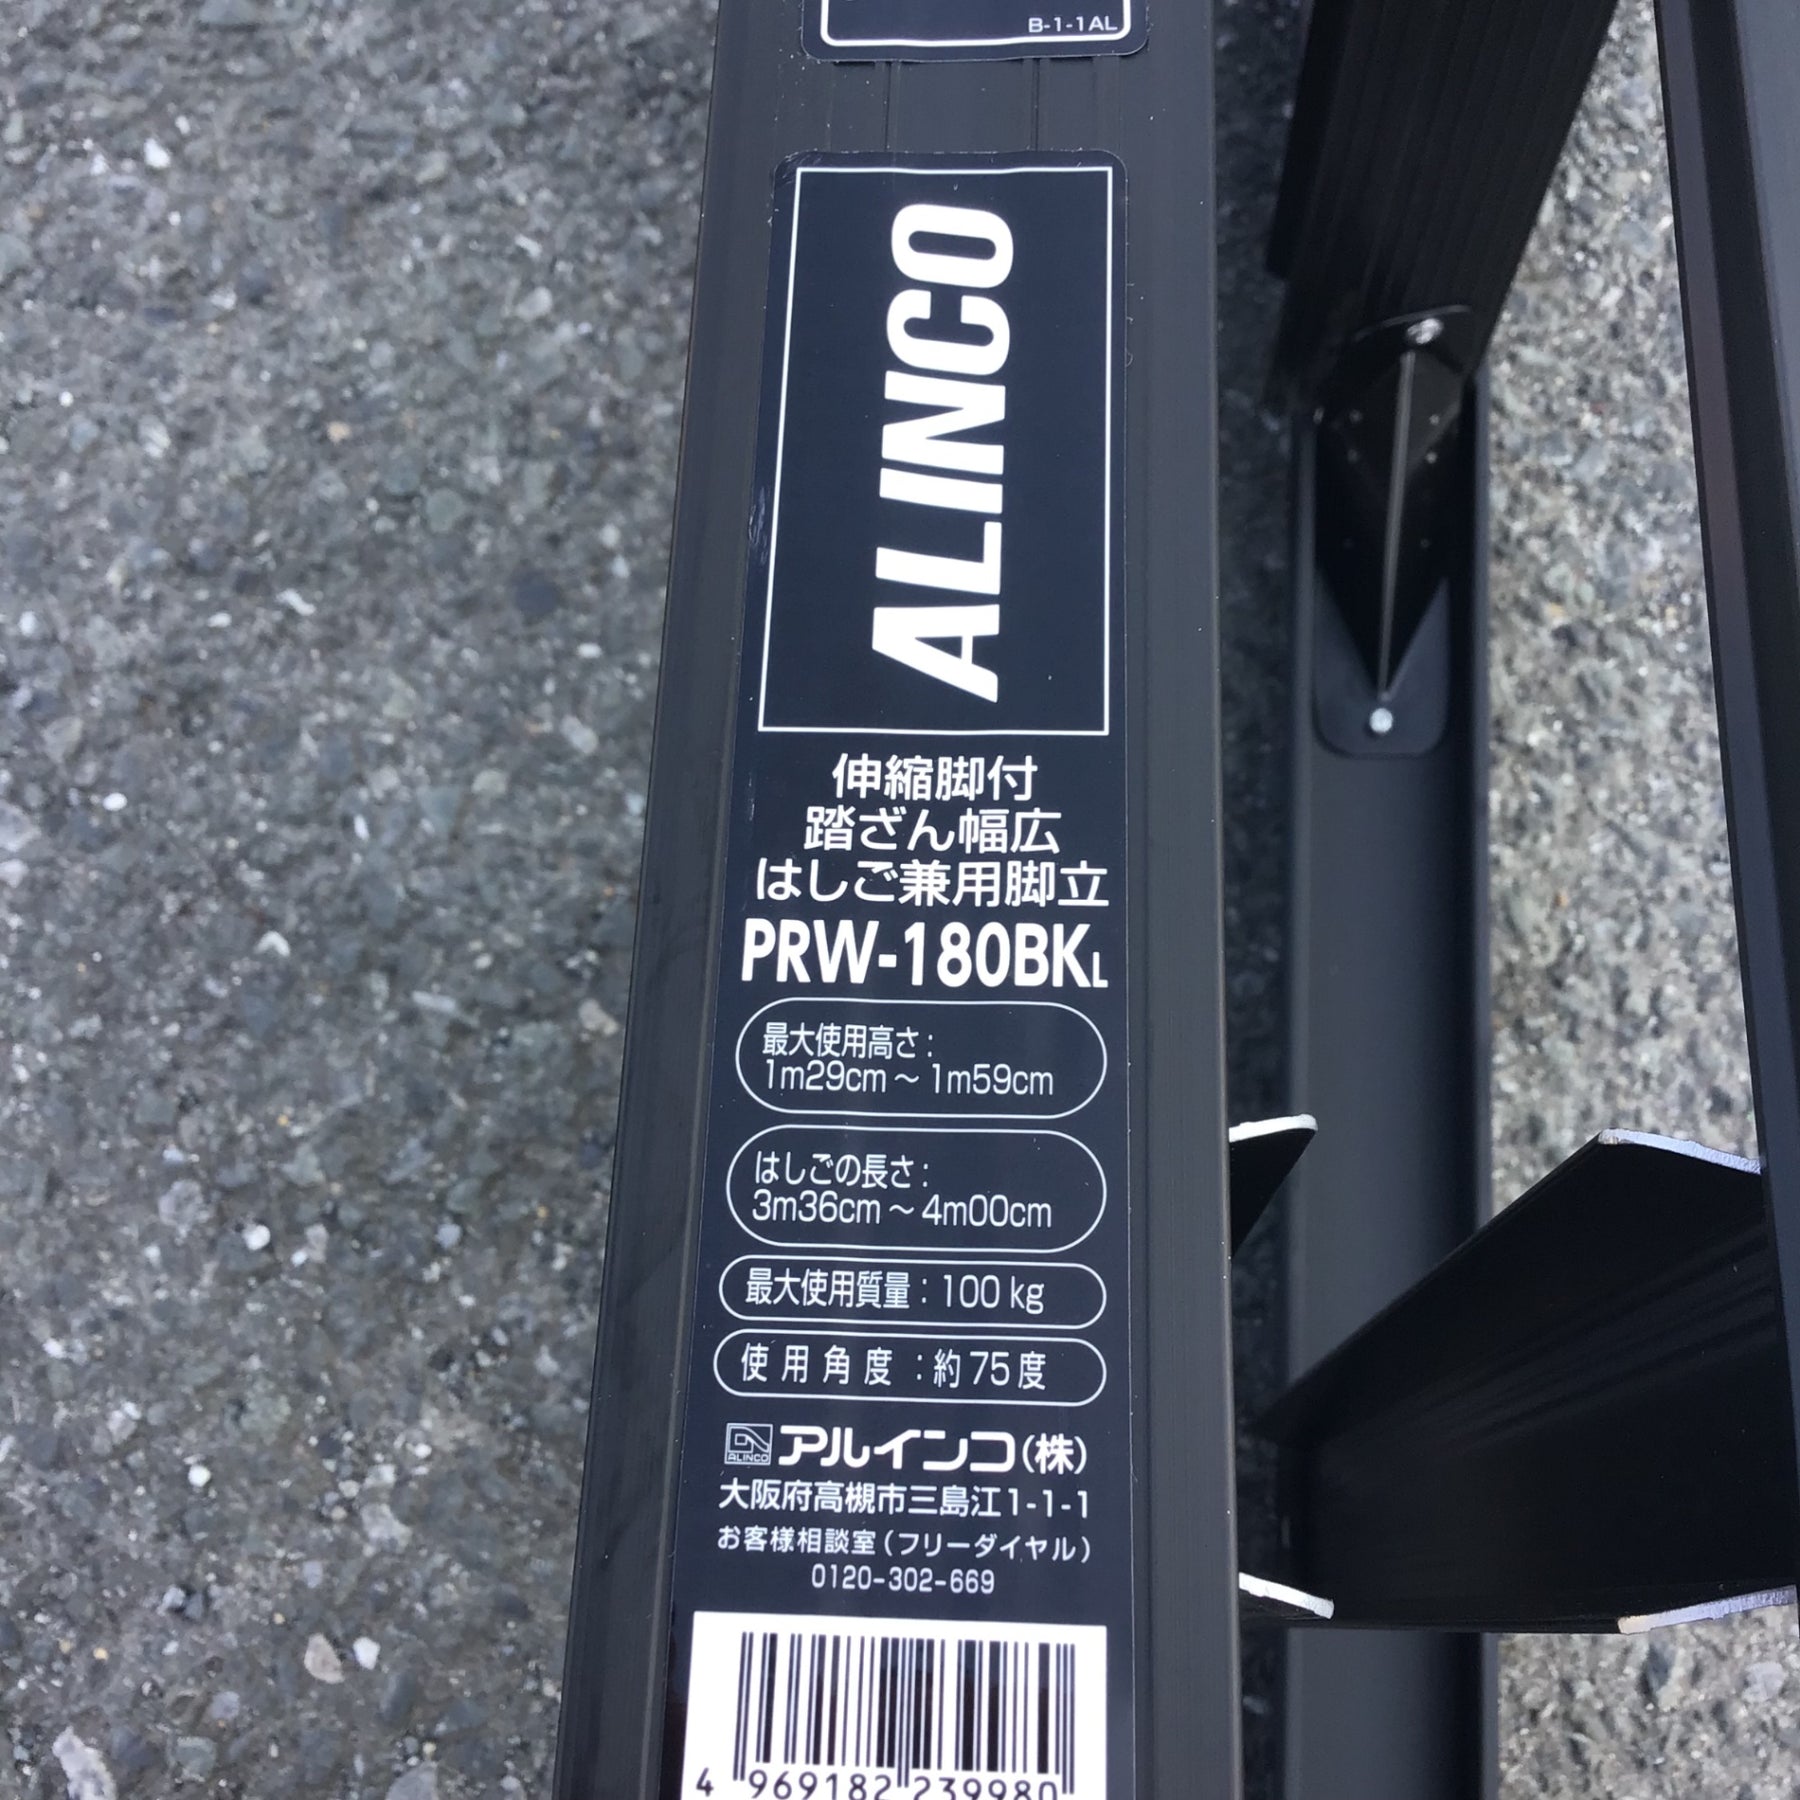 B-1-1AL
ALINCO
伸縮脚付
踏ざん幅広
はしご兼用脚立
PRW-180BKL
最大使用高さ:
1m29cm～1m59cm
はしごの長さ:
3m36cm～4m00cm
最大使用質量:100kg
使用角度:約75度
ALINCO アルインコ(株)
大阪府高槻市三島江1-1-1
お客様相談室(フリーダイヤル)
0120-302-669
4 969182 239980